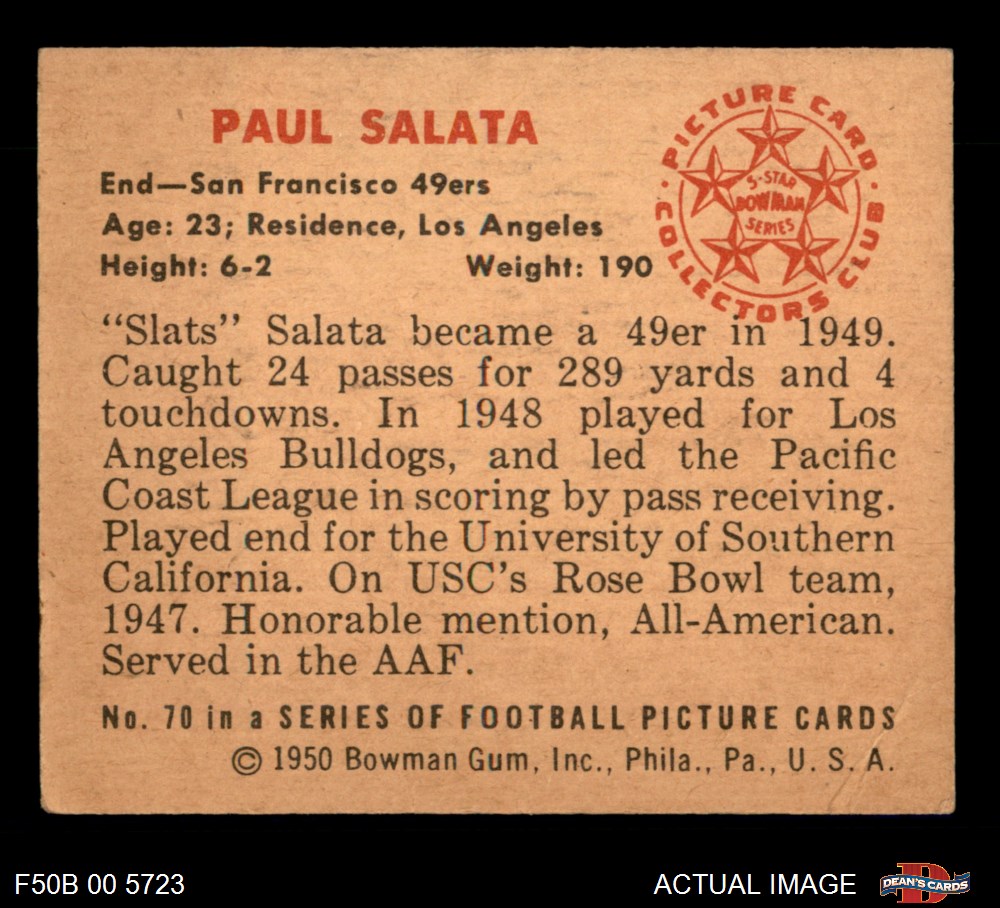 PAUL SALATA
End—San Francisco 49ers
Age: 23; Residence, Los Angeles
Height: 6-2 Weight: 190
PICTURE CARD
COLLECTORS CLUB
5-STAR
BOWMAN
SERIES
“Slats” Salata became a 49er in 1949.
Caught 24 passes for 289 yards and 4
touchdowns. In 1948 played for Los
Angeles Bulldogs, and led the Pacific
Coast League in scoring by pass receiving.
Played end for the University of Southern
California. On USC’s Rose Bowl team,
1947. Honorable mention, All-American.
Served in the AAF.
No. 70 in a SERIES OF FOOTBALL PICTURE CARDS
© 1950 Bowman Gum, Inc., Phila., Pa., U. S. A.
F50B 00 5723
ACTUAL IMAGE
D
DEAN'S CARDS